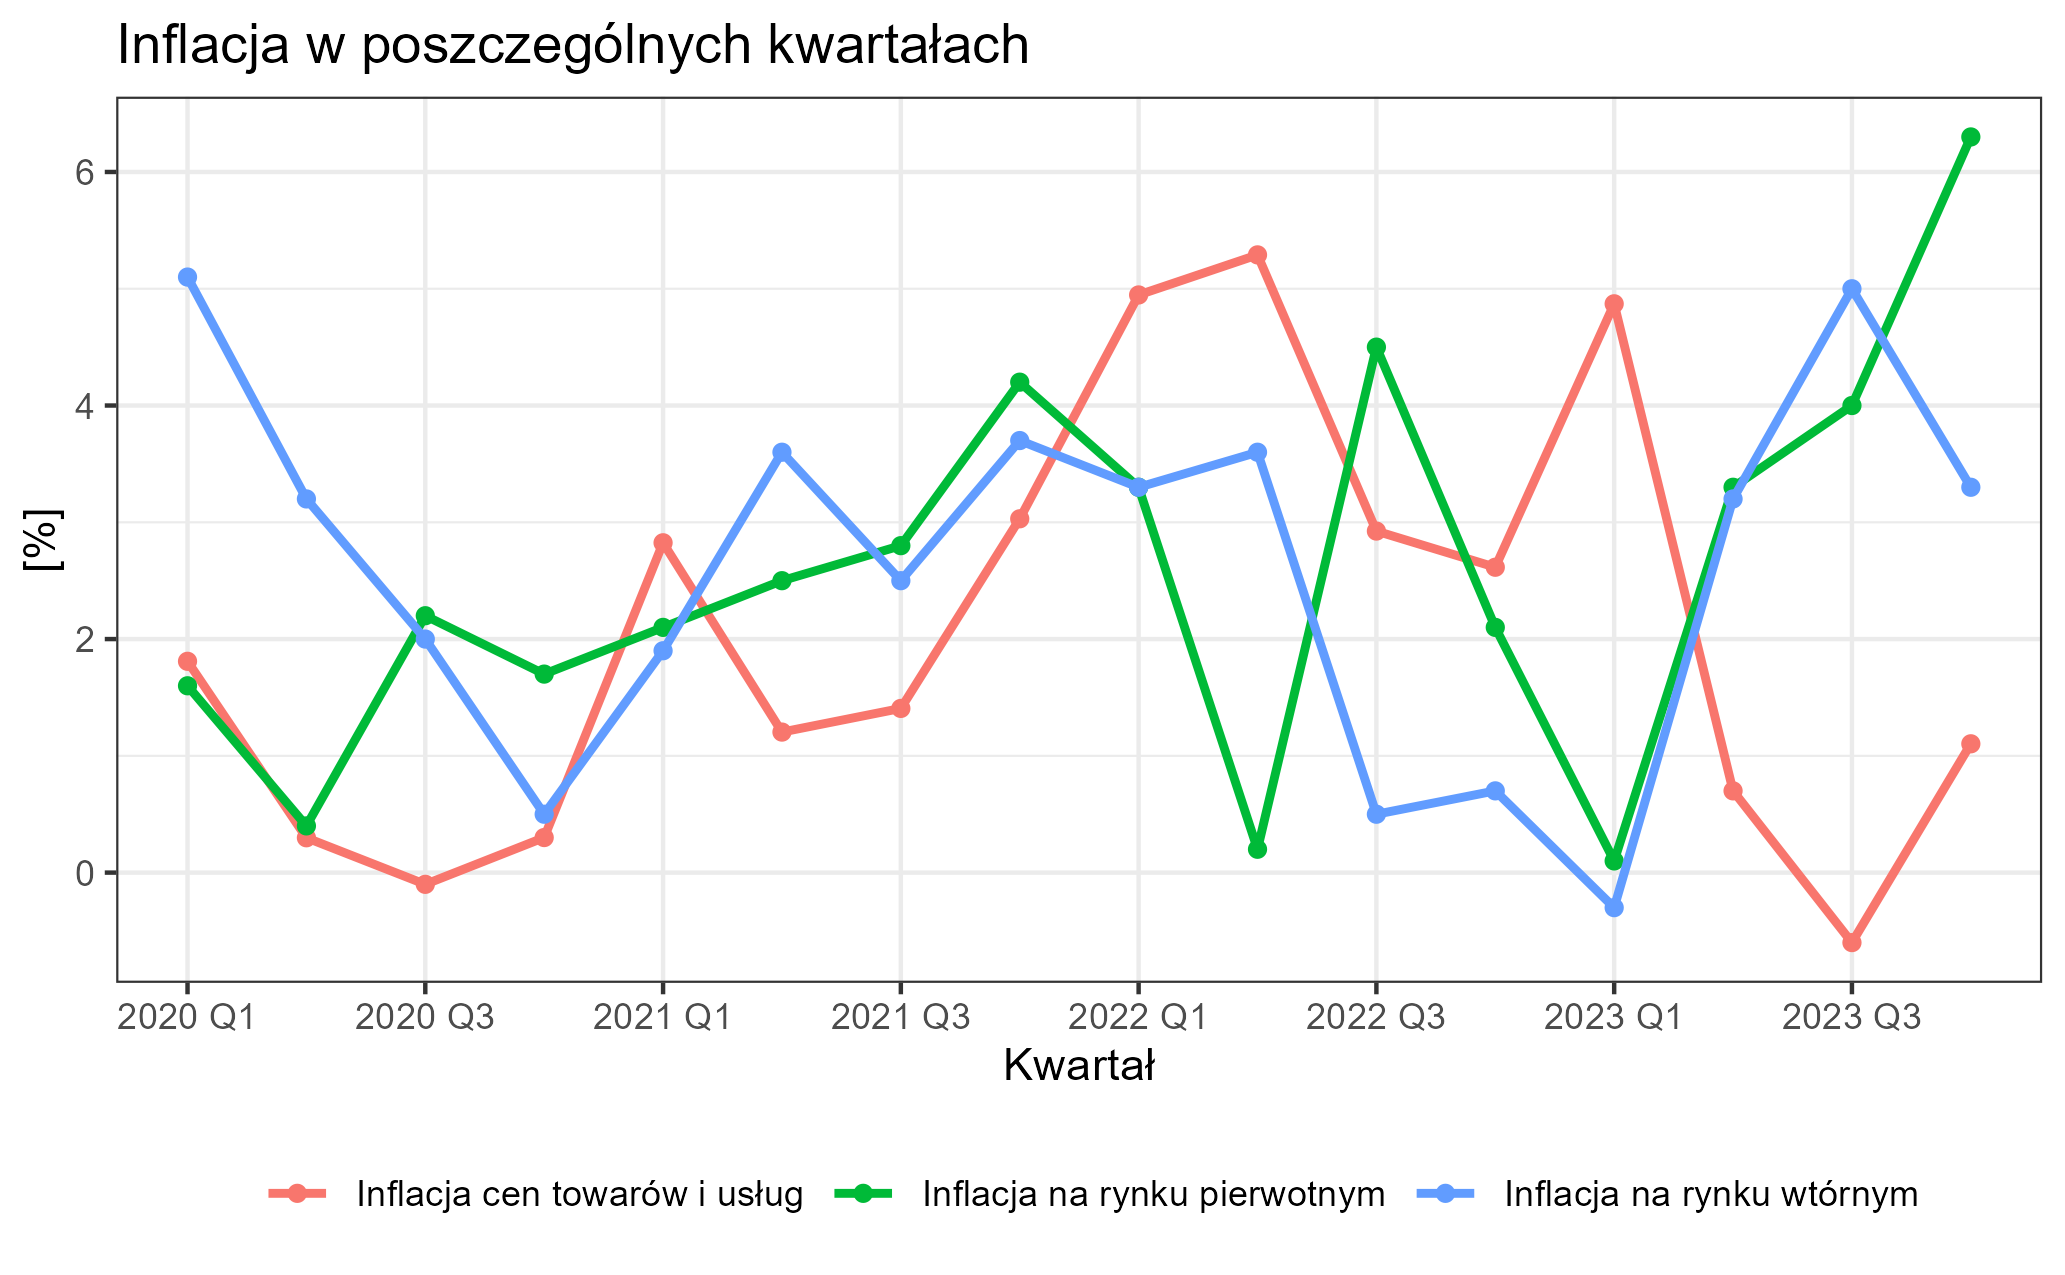 Inflacja w poszczególnych kwartałach
6
4
2
0
[%]
2020 Q1 2020 Q3 2021 Q1 2021 Q3 2022 Q1 2022 Q3 2023 Q1 2023 Q3
Kwartał
Inflacja cen towarów i usług Inflacja na rynku pierwotnym Inflacja na rynku wtórnym